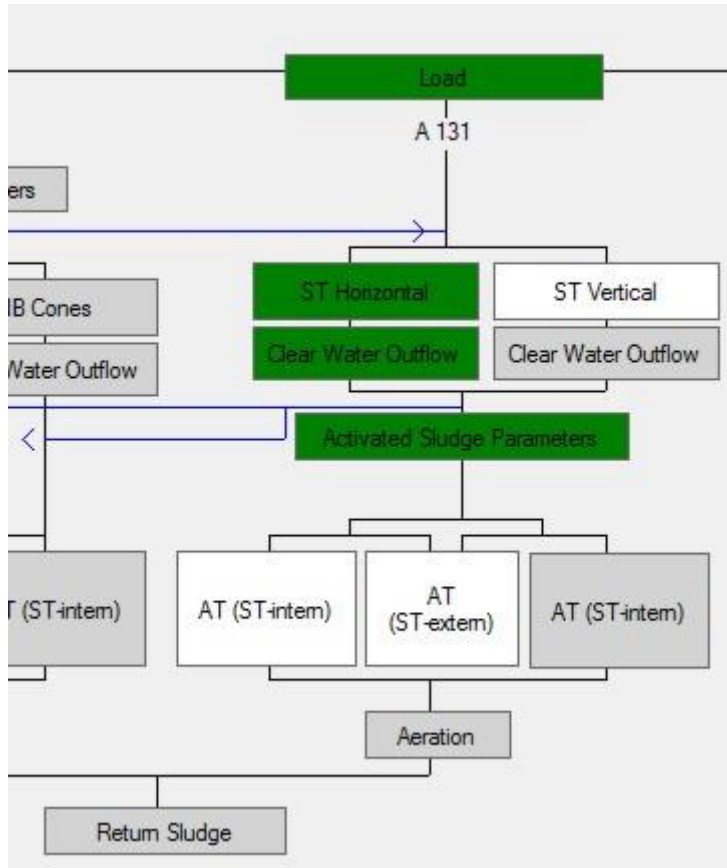 Load
A 131
ers
ST Horizontal
ST Vertical
IB Cones
Clear Water Outflow
Clear Water Outflow
Water Outflow
Activated Sludge Parameters
(ST-intern)
AT (ST-intern)
AT
(ST-extern)
AT (ST-intern)
Aeration
Return Sludge